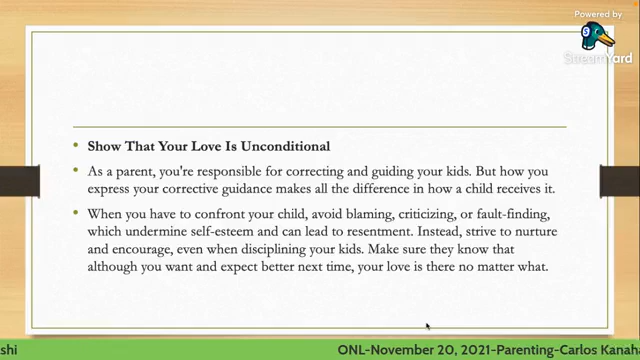 Powered by
StreamYard
Show That Your Love Is Unconditional
As a parent, you're responsible for correcting and guiding your kids. But how you
express your corrective guidance makes all the difference in how a child receives it.
When you have to confront your child, avoid blaming, criticizing, or fault-finding,
which undermine self-esteem and can lead to resentment. Instead, strive to nurture
and encourage, even when disciplining your kids. Make sure they know that
although you want and expect better next time, your love is there no matter what.
shi ONL-November 20, 2021-Parenting-Carlos Kanaha